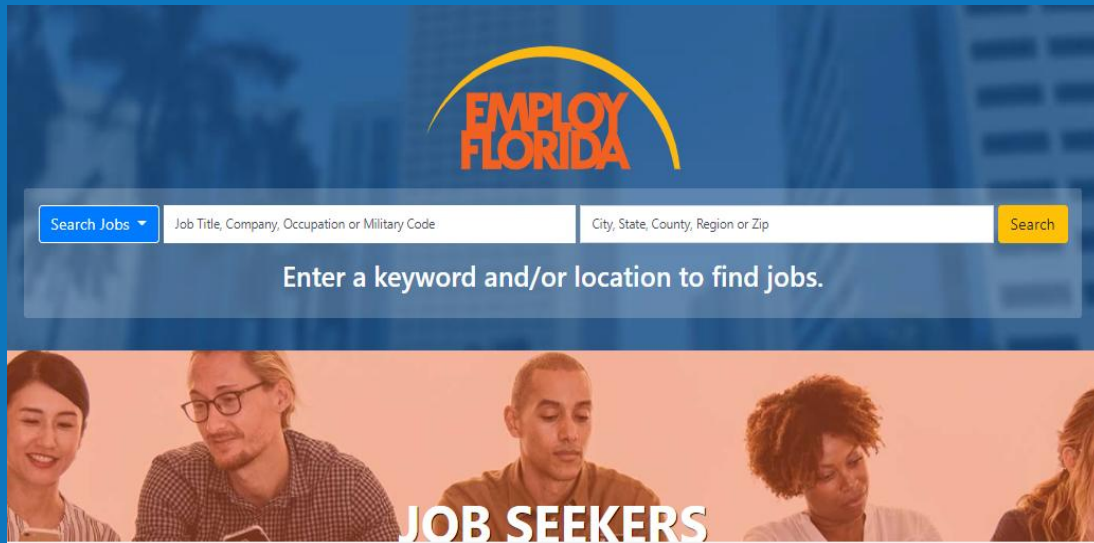 EMPLOY
FLORIDA
Search Jobs
Job Title, Company, Occupation or Military Code
City, State, County, Region or Zip
Search
Enter a keyword and/or location to find jobs.
JOB SEEKERS